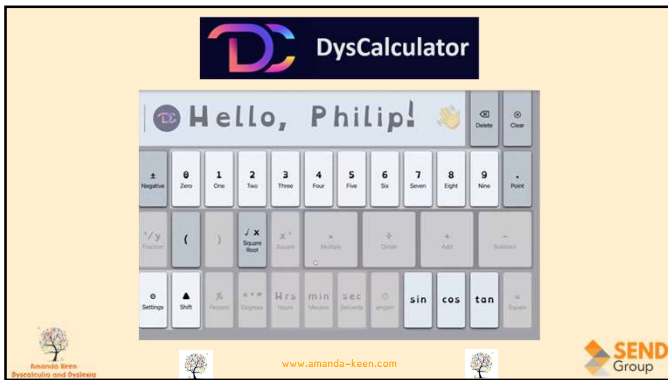 DC DysCalculator
DC Hello, Philip! 👋
Delete
Clear
± 0 1 2 3 4 5 6 7 8 9 .
Negative Zero One Two Three Four Five Six Seven Eight Nine Point
x/y ( ) √x x² × ÷ + −
Fraction Square Root Square Multiply Divide Add Subtract
% ° ' " Hrs min sec sin cos tan =
Settings Shift Percent Degrees Hours Minutes Seconds Equals
Amanda Keen
Dyscalculia and Dyslexia
www.amanda-keen.com
SEND
Group